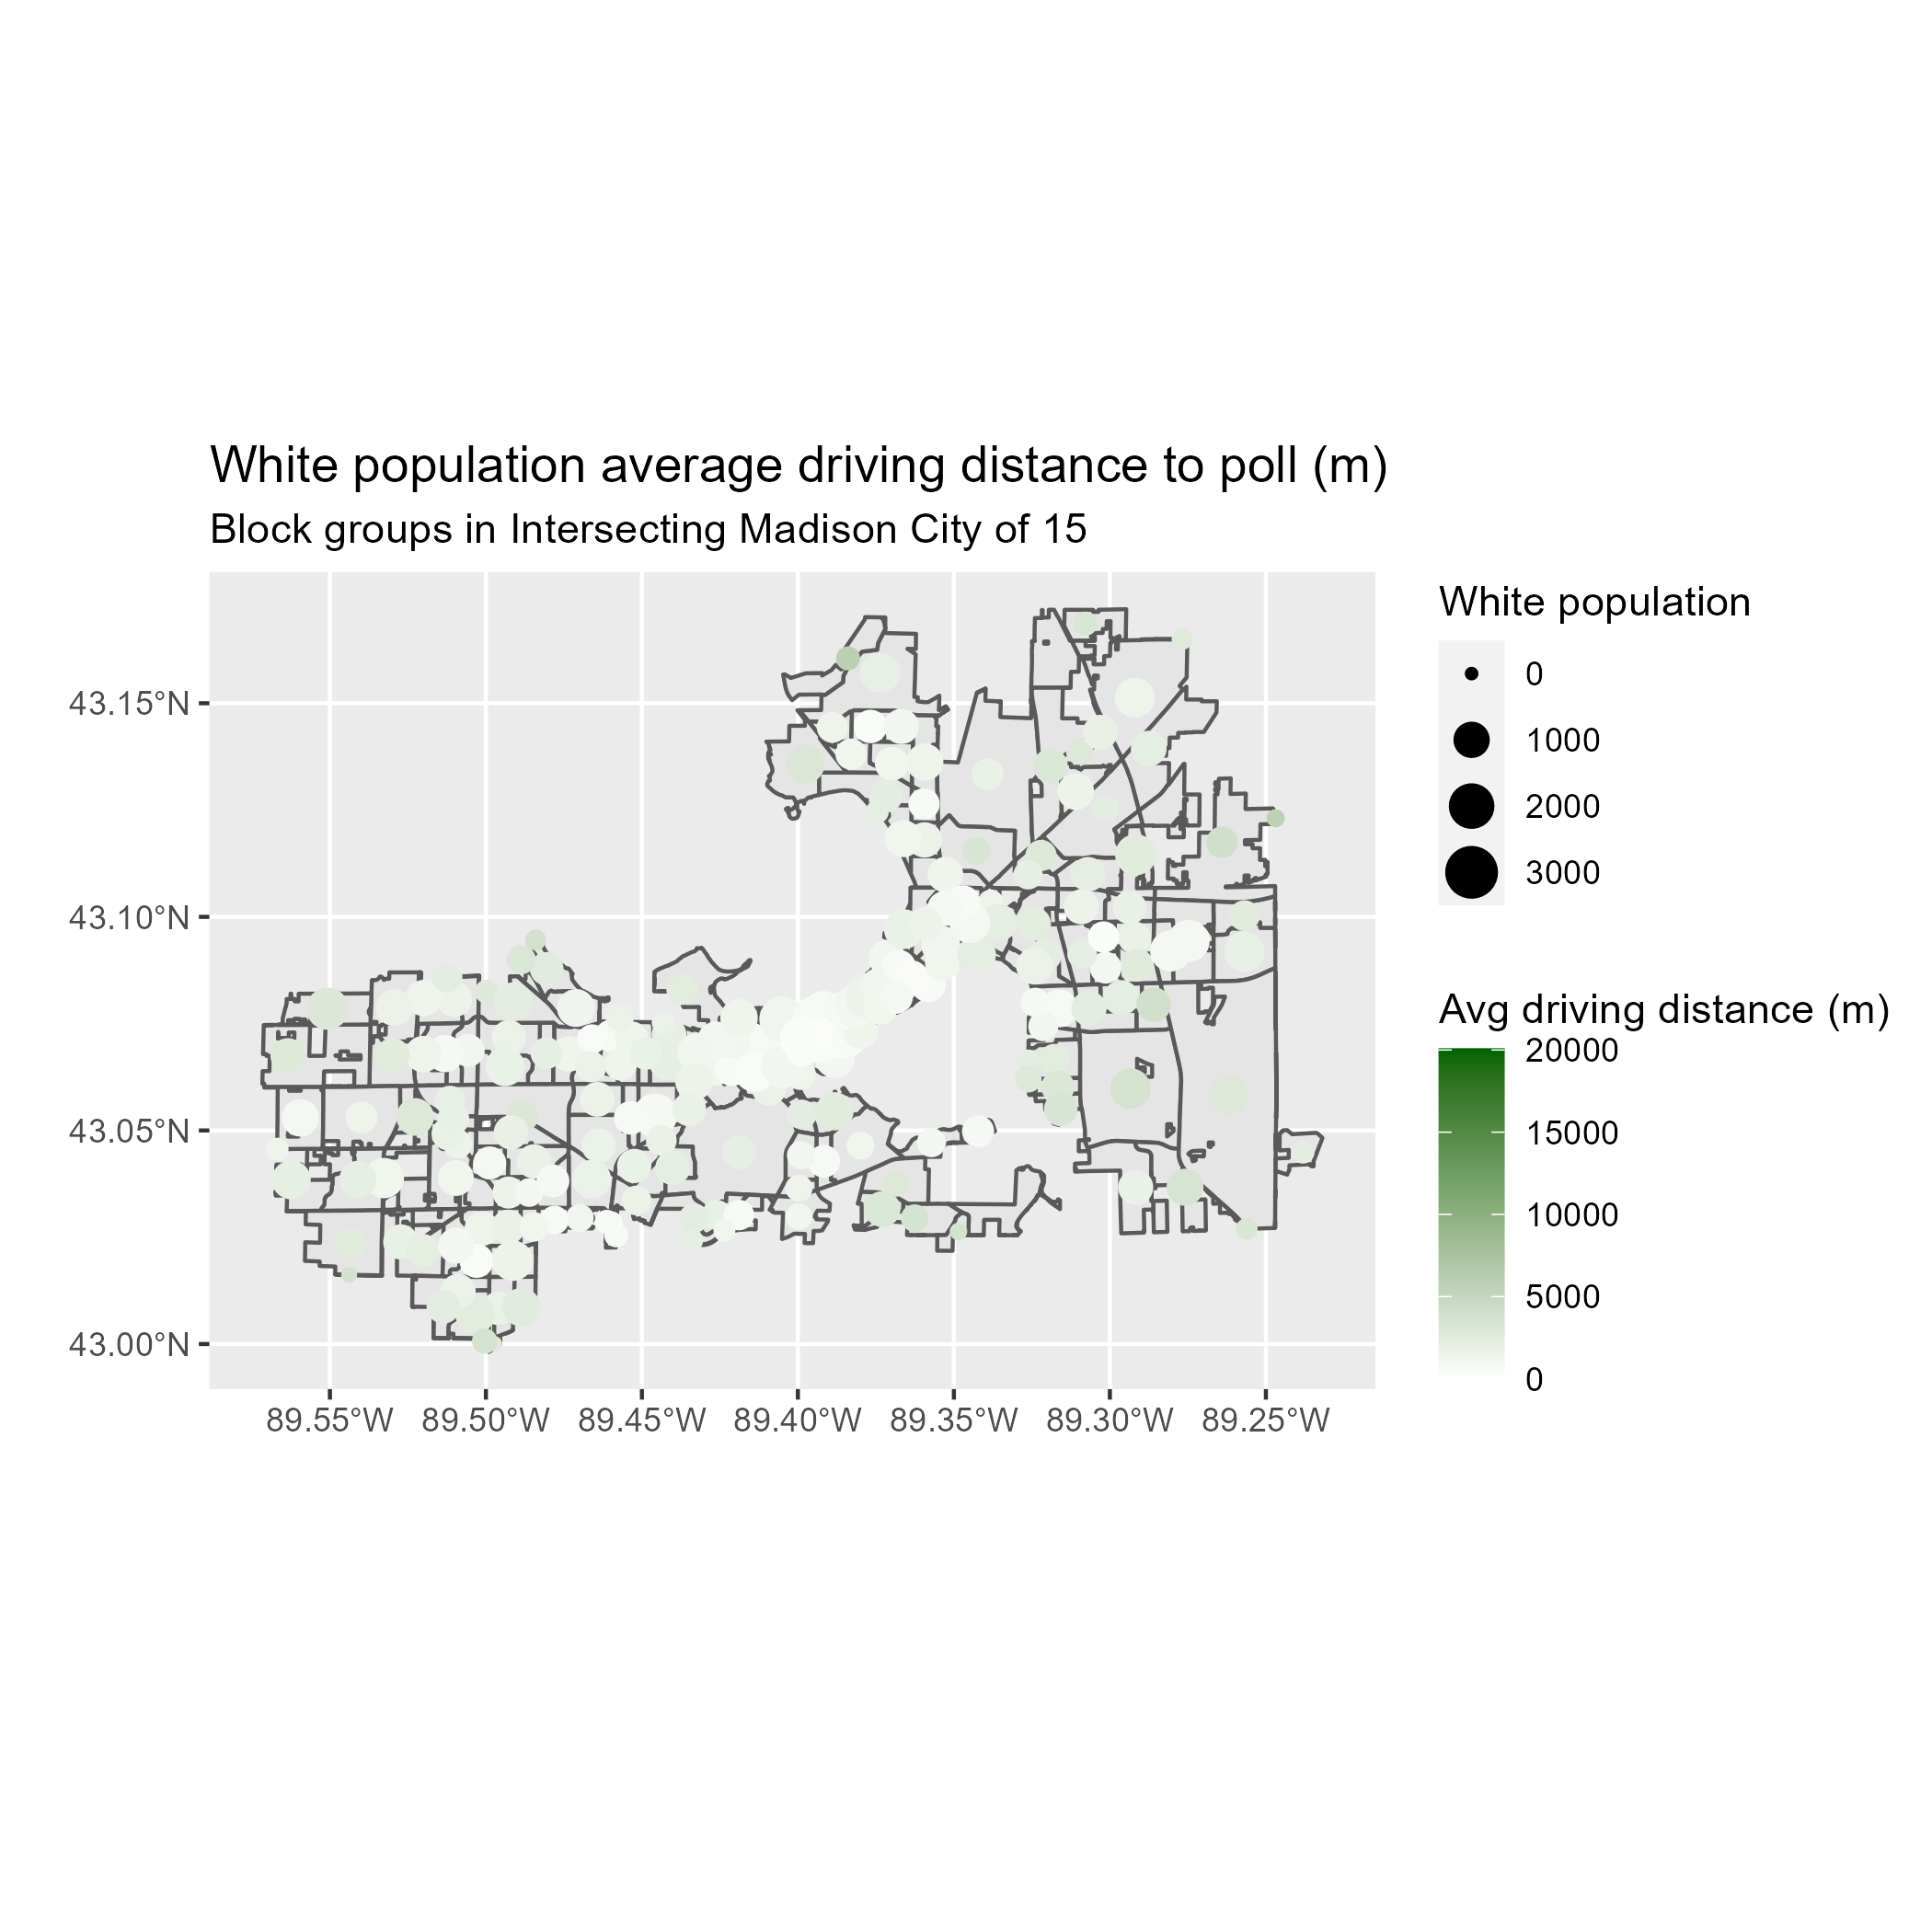 White population average driving distance to poll (m)
Block groups in Intersecting Madison City of 15
43.15°N
43.10°N
43.05°N
43.00°N
89.55°W 89.50°W 89.45°W 89.40°W 89.35°W 89.30°W 89.25°W
White population
0
1000
2000
3000
Avg driving distance (m)
20000
15000
10000
5000
0